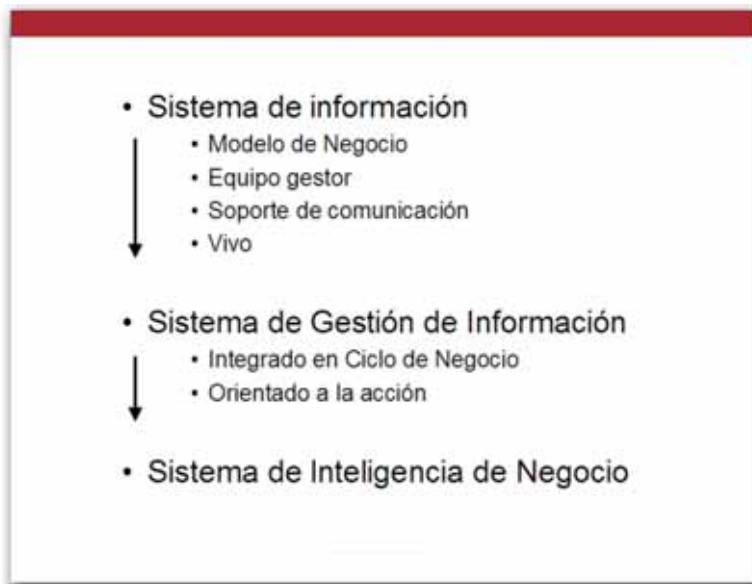 • Sistema de información
• Modelo de Negocio
• Equipo gestor
• Soporte de comunicación
• Vivo
• Sistema de Gestión de Información
• Integrado en Ciclo de Negocio
• Orientado a la acción
• Sistema de Inteligencia de Negocio